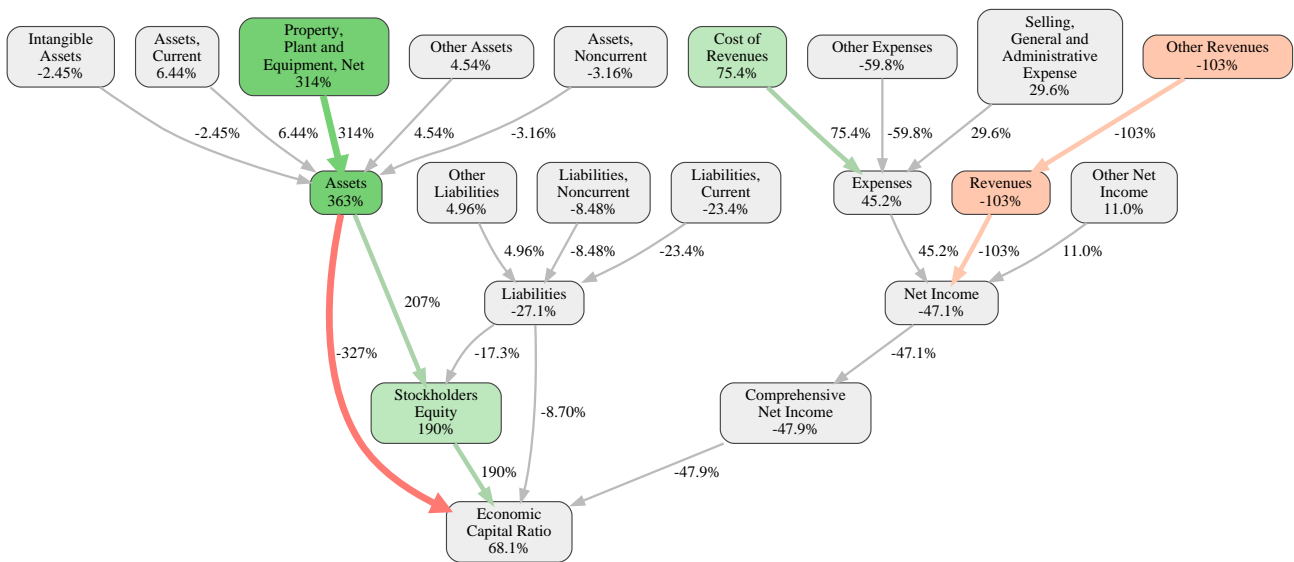 Intangible
Assets
-2.45%
Assets,
Current
6.44%
Property,
Plant and
Equipment, Net
314%
Other Assets
4.54%
Assets,
Noncurrent
-3.16%
Cost of
Revenues
75.4%
Other Expenses
-59.8%
Selling,
General and
Administrative
Expense
29.6%
Other Revenues
-103%
-2.45%
6.44%
314%
4.54%
-3.16%
75.4%
-59.8%
29.6%
-103%
Assets
363%
Other
Liabilities
4.96%
Liabilities,
Noncurrent
-8.48%
Liabilities,
Current
-23.4%
Expenses
45.2%
Revenues
-103%
Other Net
Income
11.0%
4.96%
-8.48%
-23.4%
45.2%
-103%
11.0%
207%
Liabilities
-27.1%
Net Income
-47.1%
-327%
-17.3%
-47.1%
Stockholders
Equity
190%
-8.70%
Comprehensive
Net Income
-47.9%
190%
-47.9%
Economic
Capital Ratio
68.1%